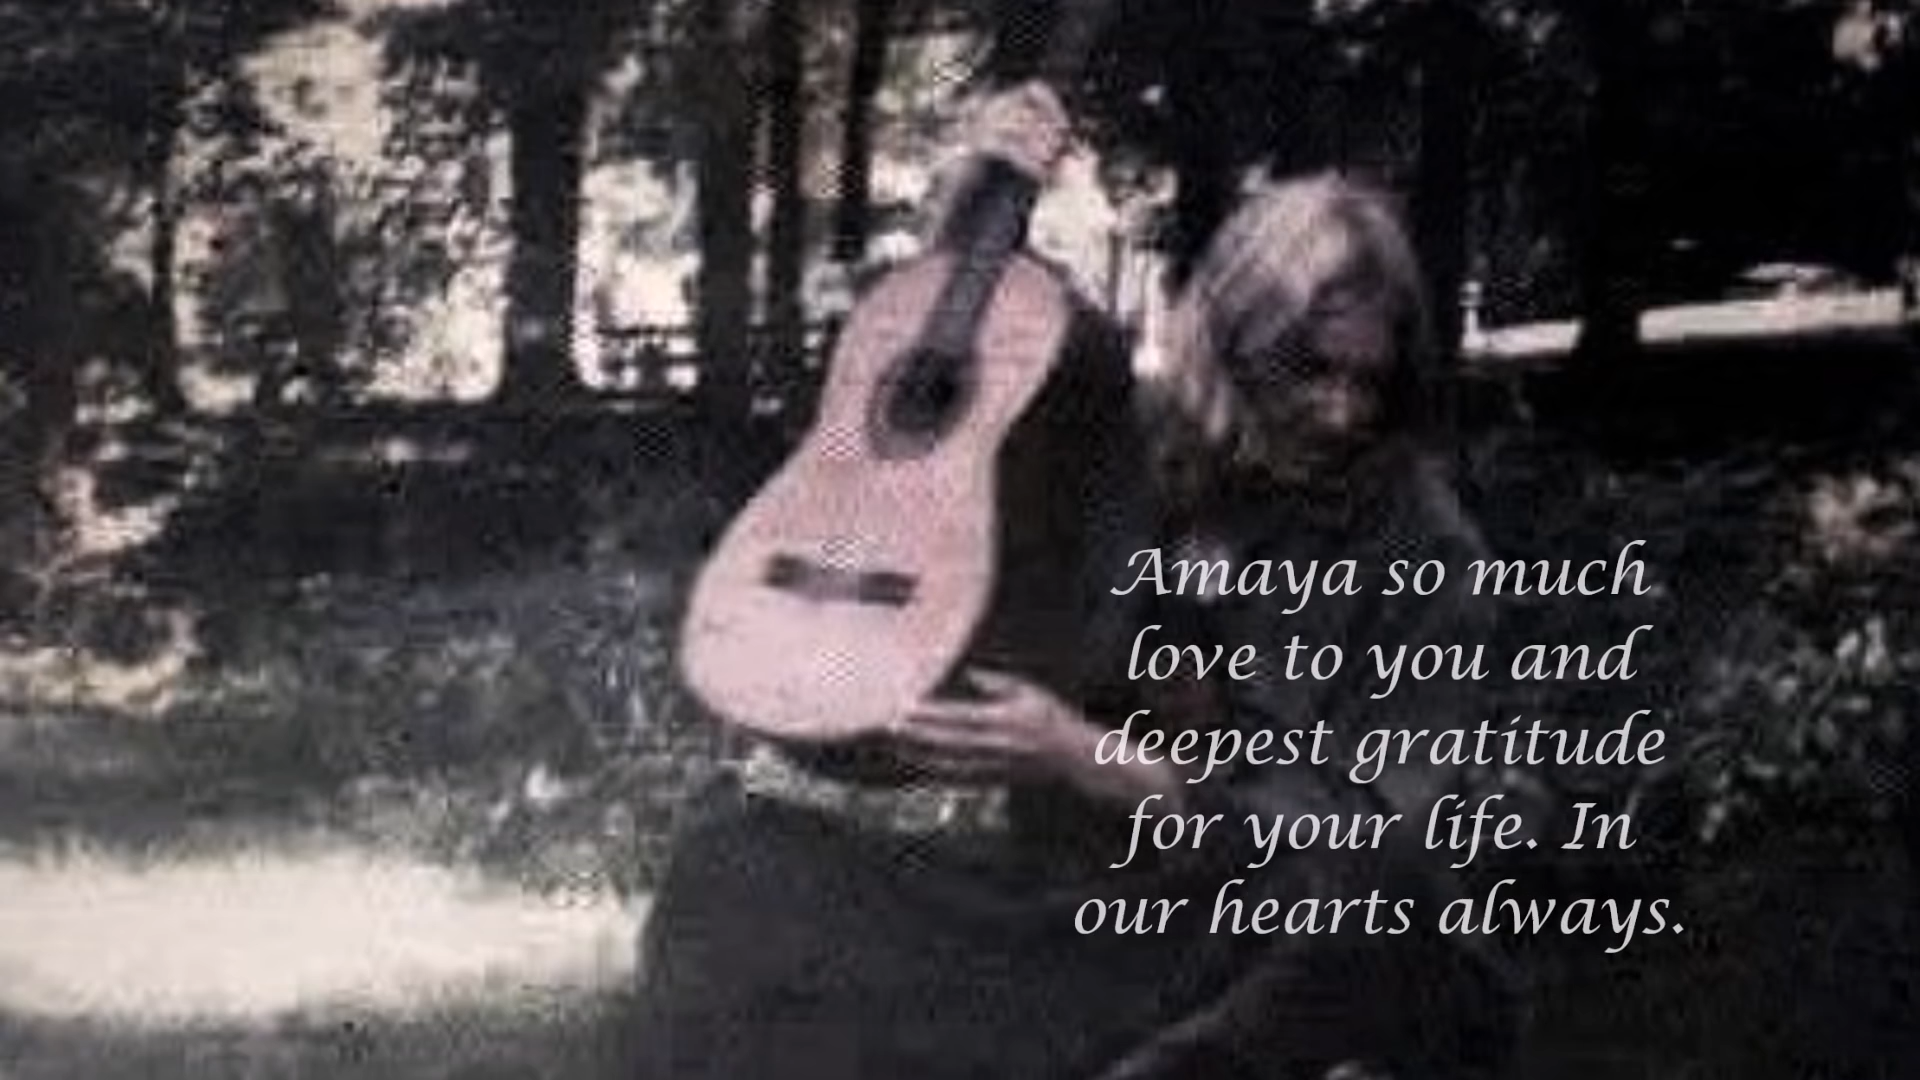 Amaya so much
love to you and
deepest gratitude
for your life. In
our hearts always.